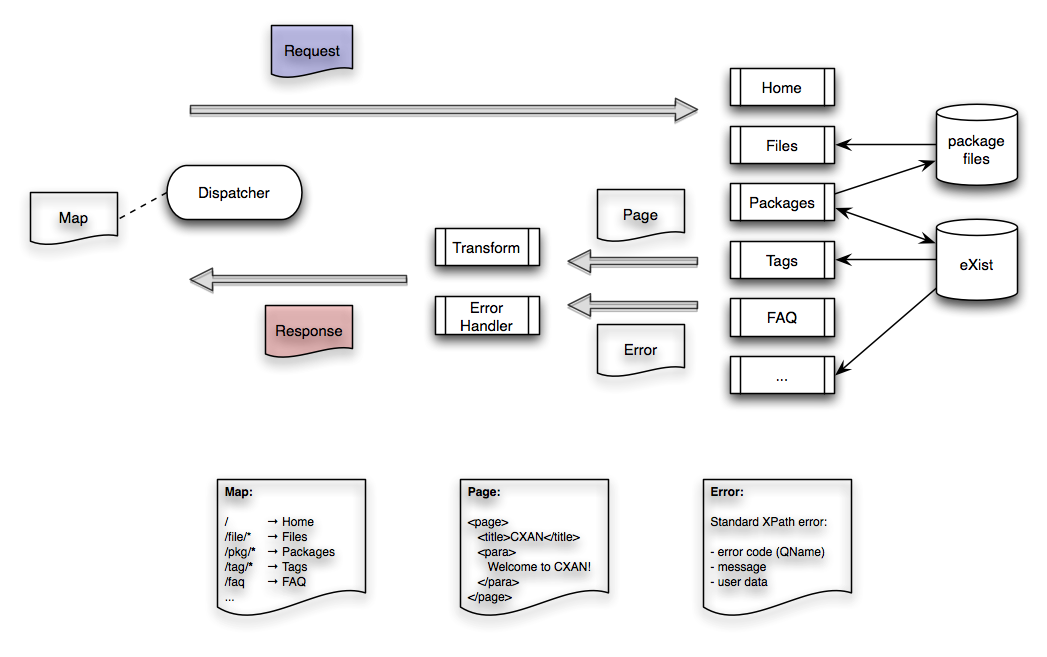 Request
Home
Files
package
files
Dispatcher
Map
Page
Packages
Transform
Tags
eXist
Response
Error
Handler
FAQ
Error
...
Map:
/ → Home
/file/* → Files
/pkg/* → Packages
/tag/* → Tags
/faq → FAQ
...
Page:
<page>
<title>CXAN</title>
<para>
Welcome to CXAN!
</para>
</page>
Error:
Standard XPath error:
- error code (QName)
- message
- user data